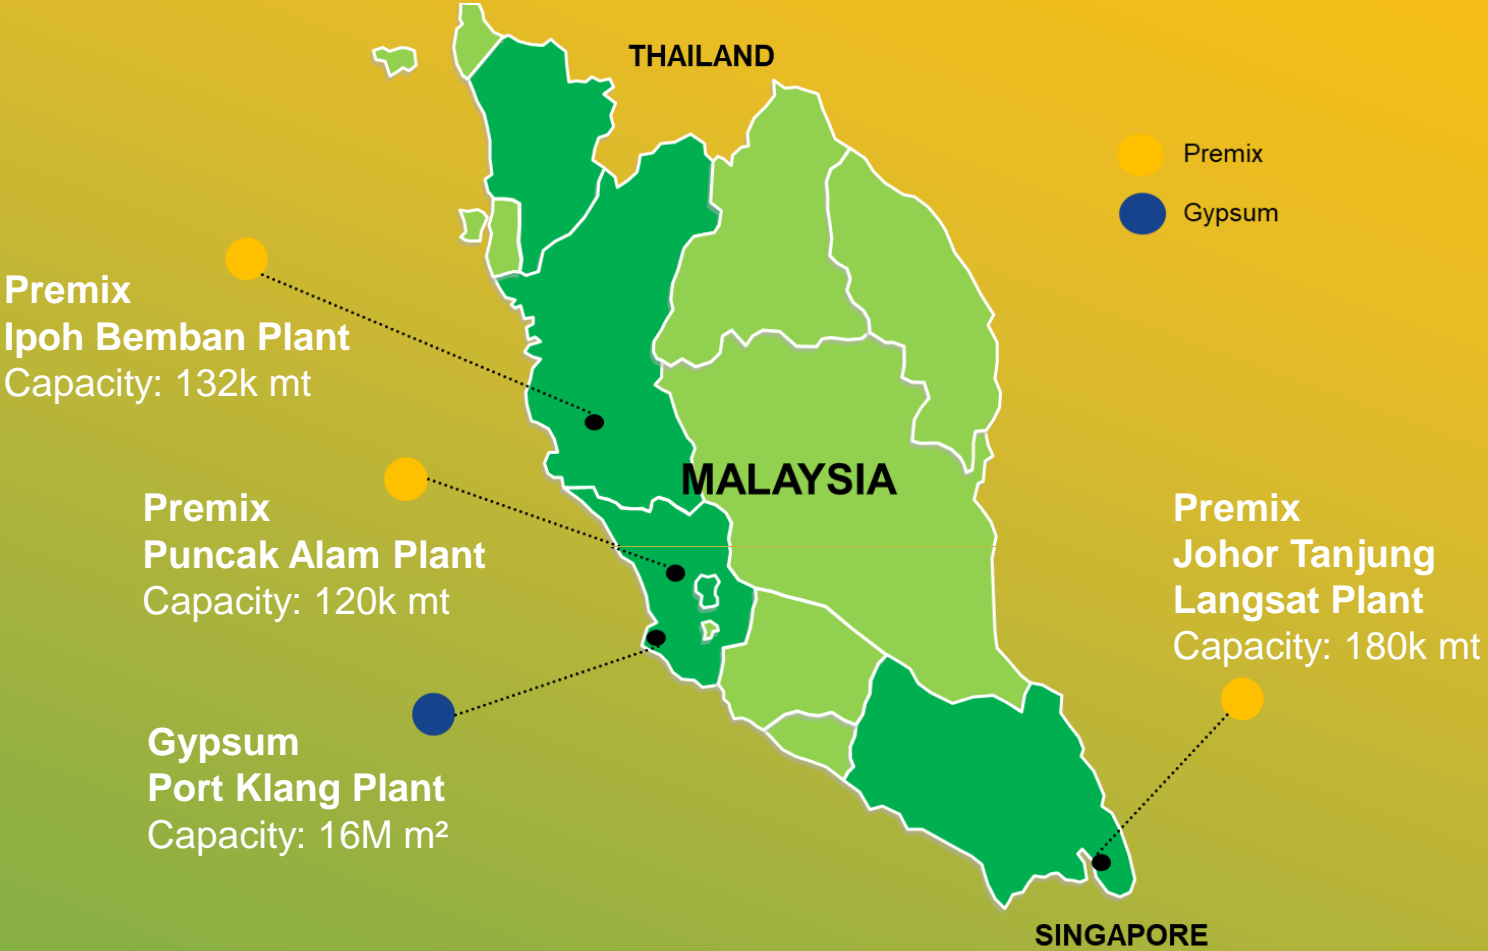 THAILAND
Premix
Gypsum
Premix
Ipoh Bemban Plant
Capacity: 132k mt
MALAYSIA
Premix
Puncak Alam Plant
Capacity: 120k mt
Premix
Johor Tanjung
Langsat Plant
Capacity: 180k mt
Gypsum
Port Klang Plant
Capacity: 16M m²
SINGAPORE